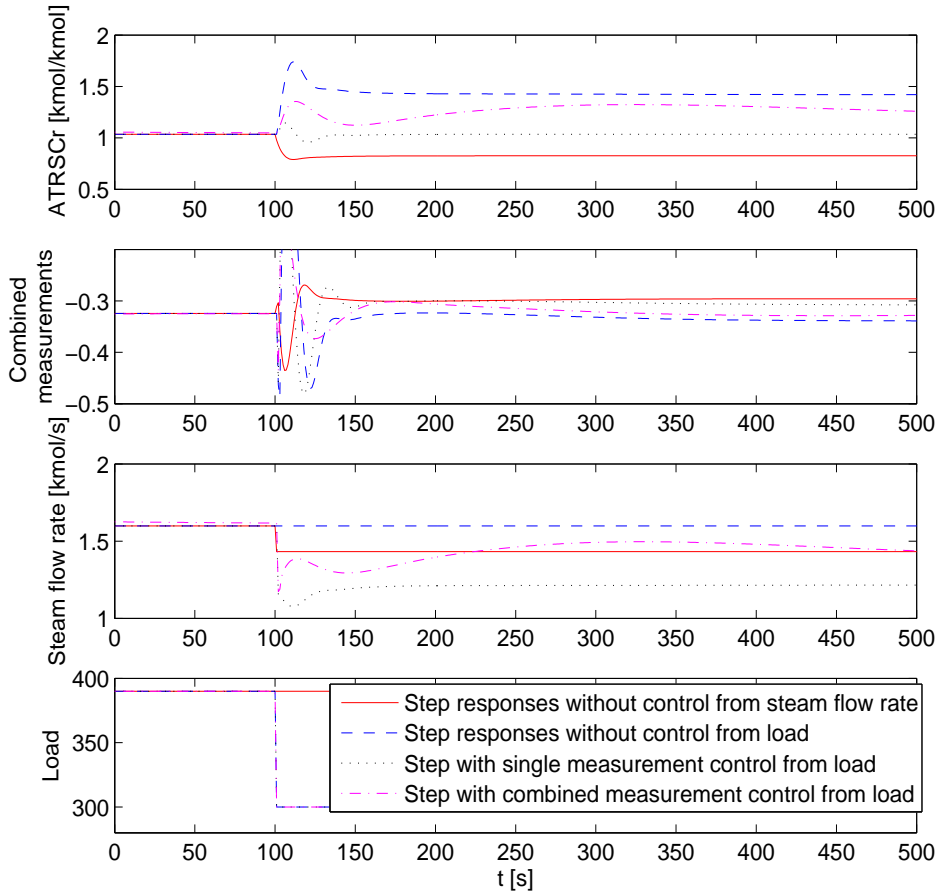 ATRSCr [kmol/kmol]
2
1.5
1
0.5
0 50 100 150 200 250 300 350 400 450 500
Combined
measurements
−0.3
−0.4
−0.5
0 50 100 150 200 250 300 350 400 450 500
Steam flow rate [kmol/s]
2
1.5
1
0 50 100 150 200 250 300 350 400 450 500
Load
400
350
300
Step responses without control from steam flow rate
Step responses without control from load
Step with single measurement control from load
Step with combined measurement control from load
0 50 100 150 200 250 300 350 400 450 500
t [s]